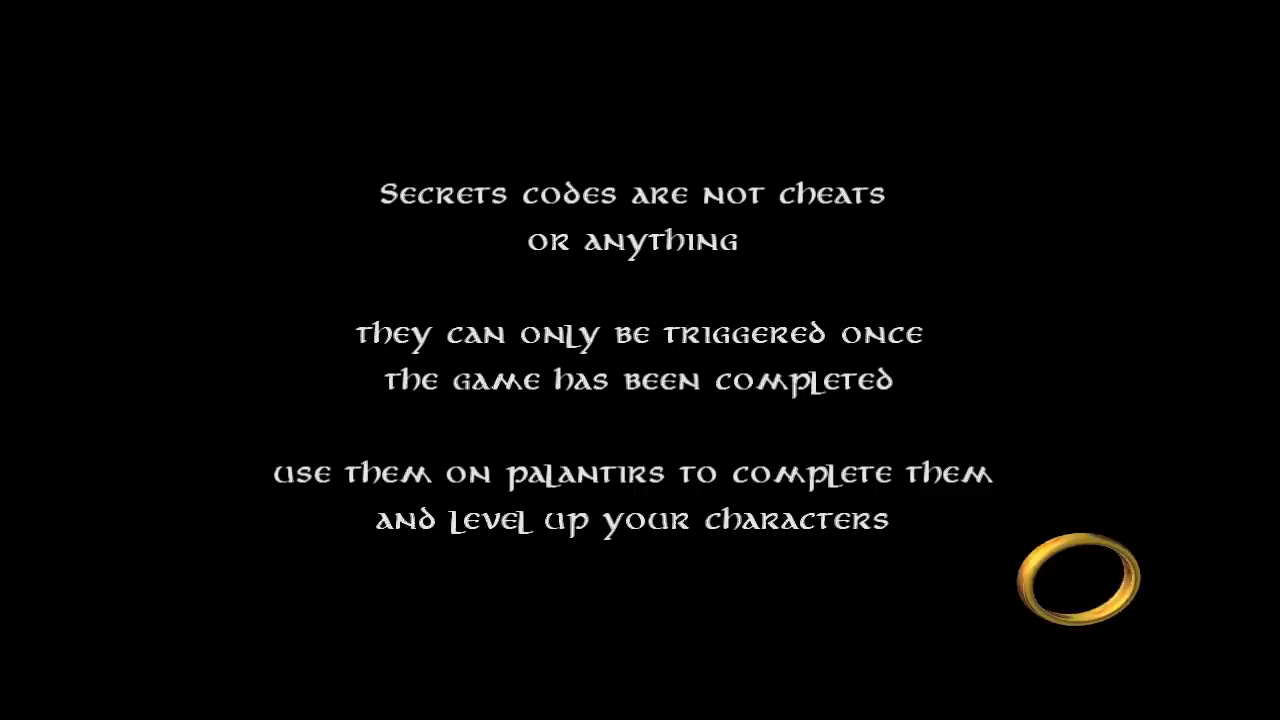 Secrets codes are not cheats
or anything
they can only be triggered once
the game has been completed
use them on palantirs to complete them
and level up your characters